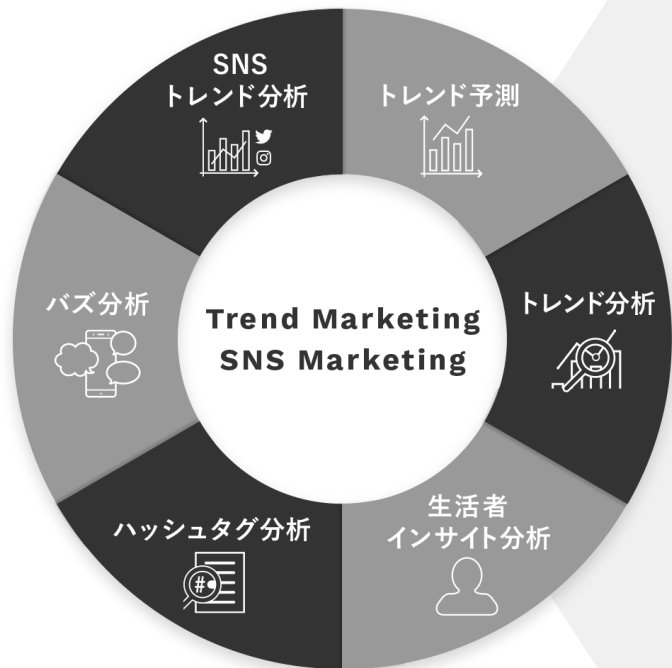 SNS
トレンド分析
トレンド予測
バズ分析
Trend Marketing
SNS Marketing
トレンド分析
ハッシュタグ分析
#
生活者
インサイト分析